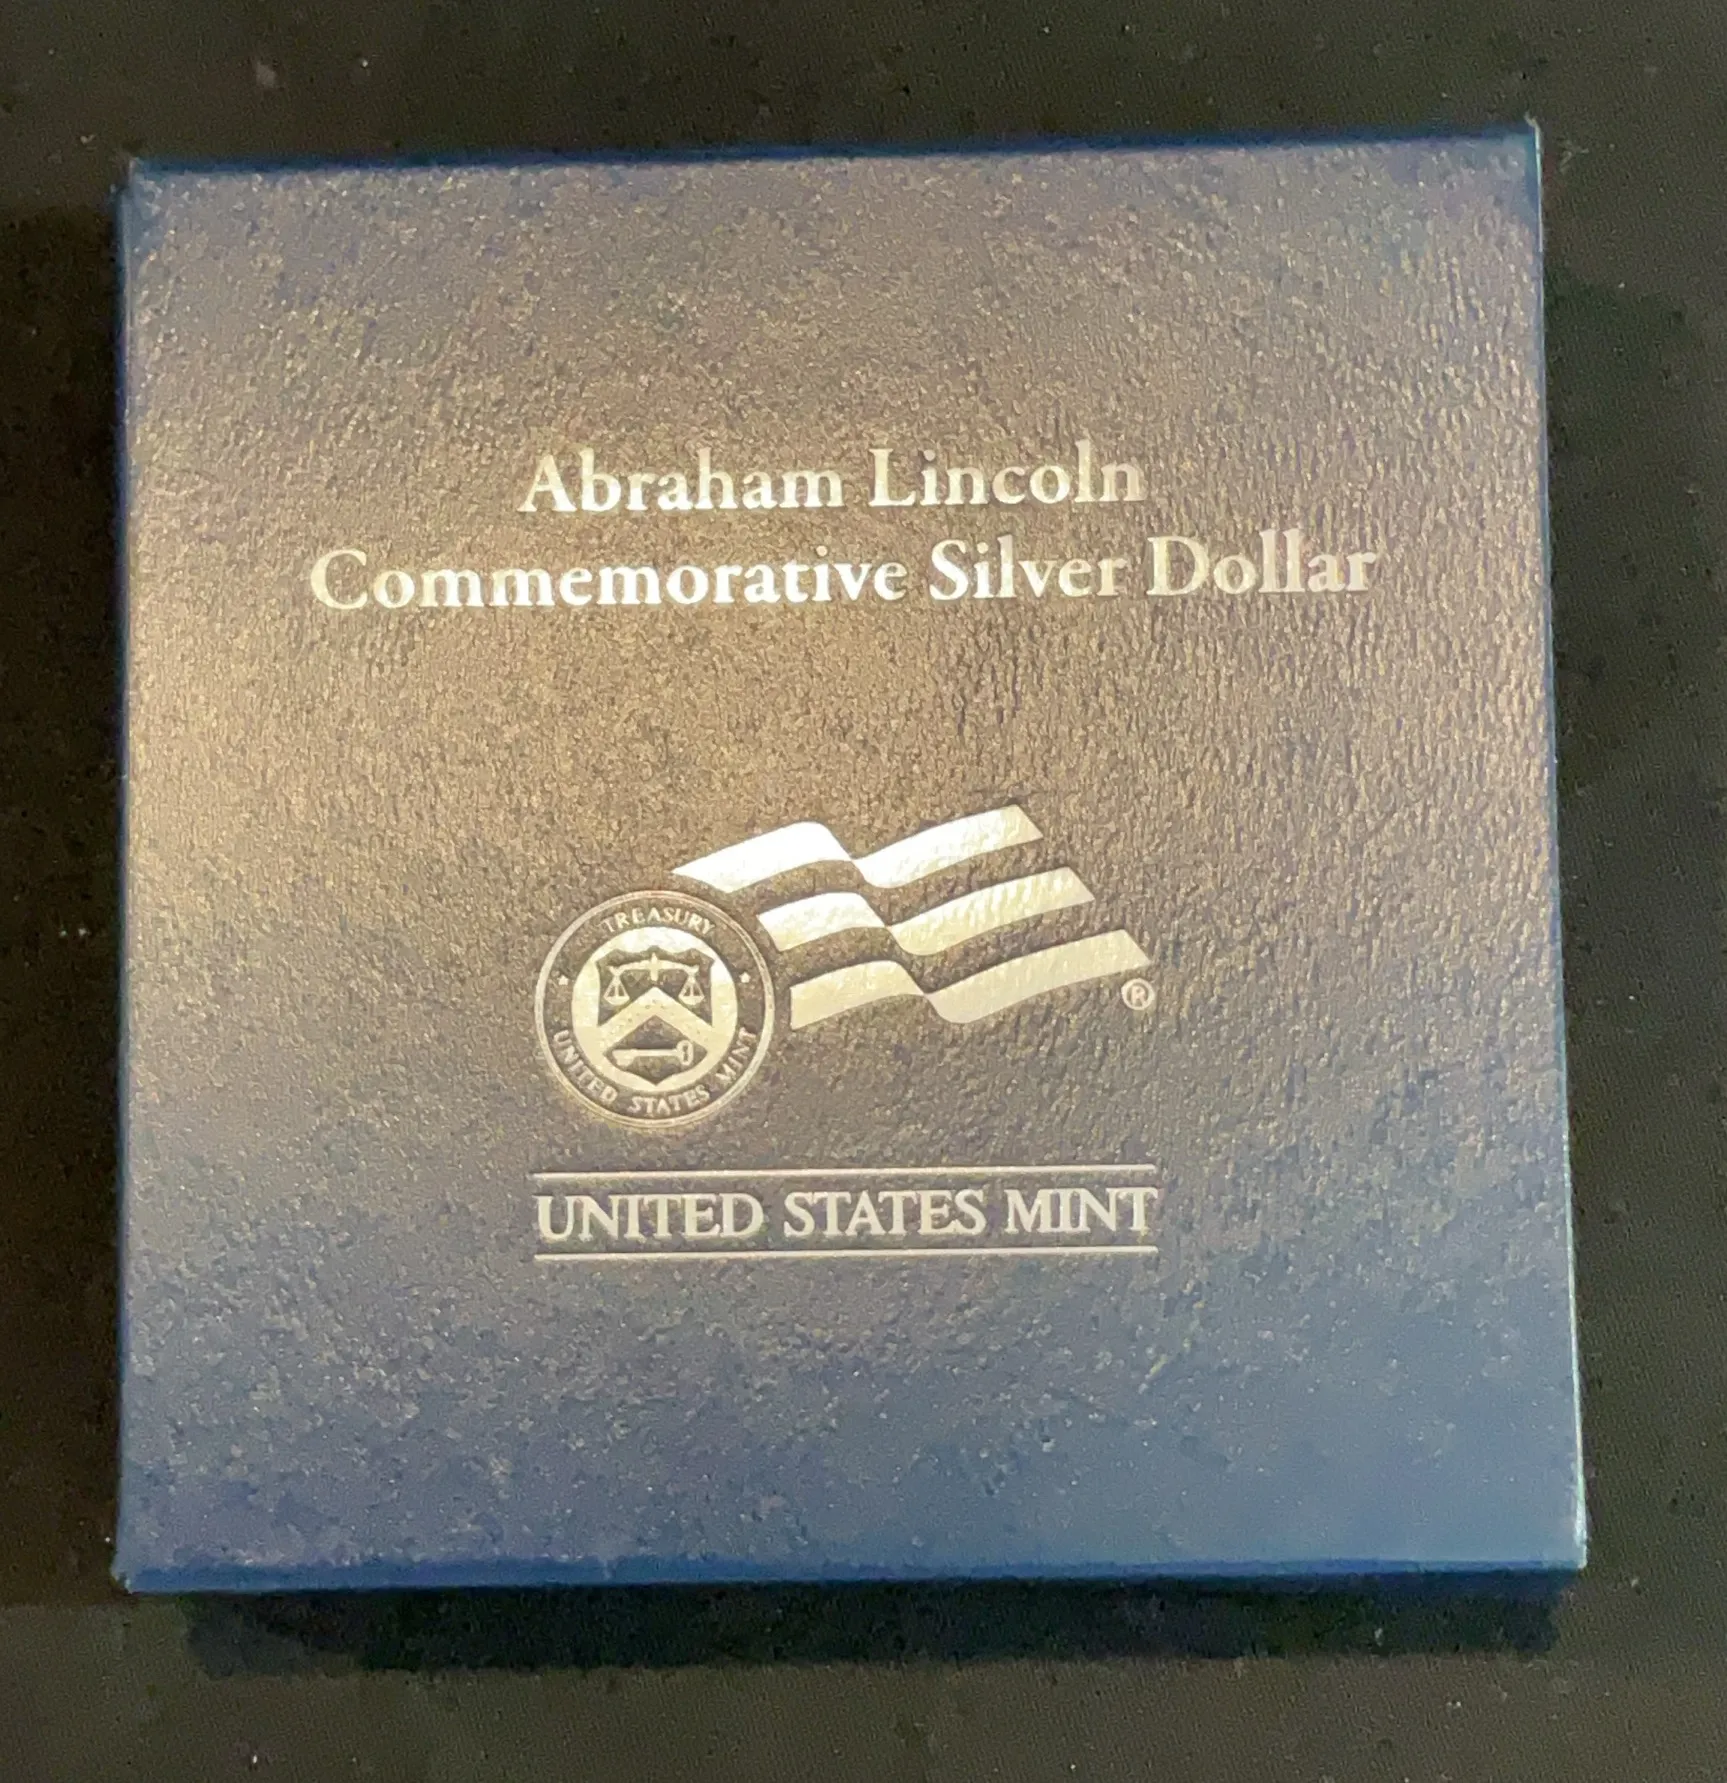 Abraham Lincoln
Commemorative Silver Dollar
TREASURY
UNITED STATES MINT
®
UNITED STATES MINT